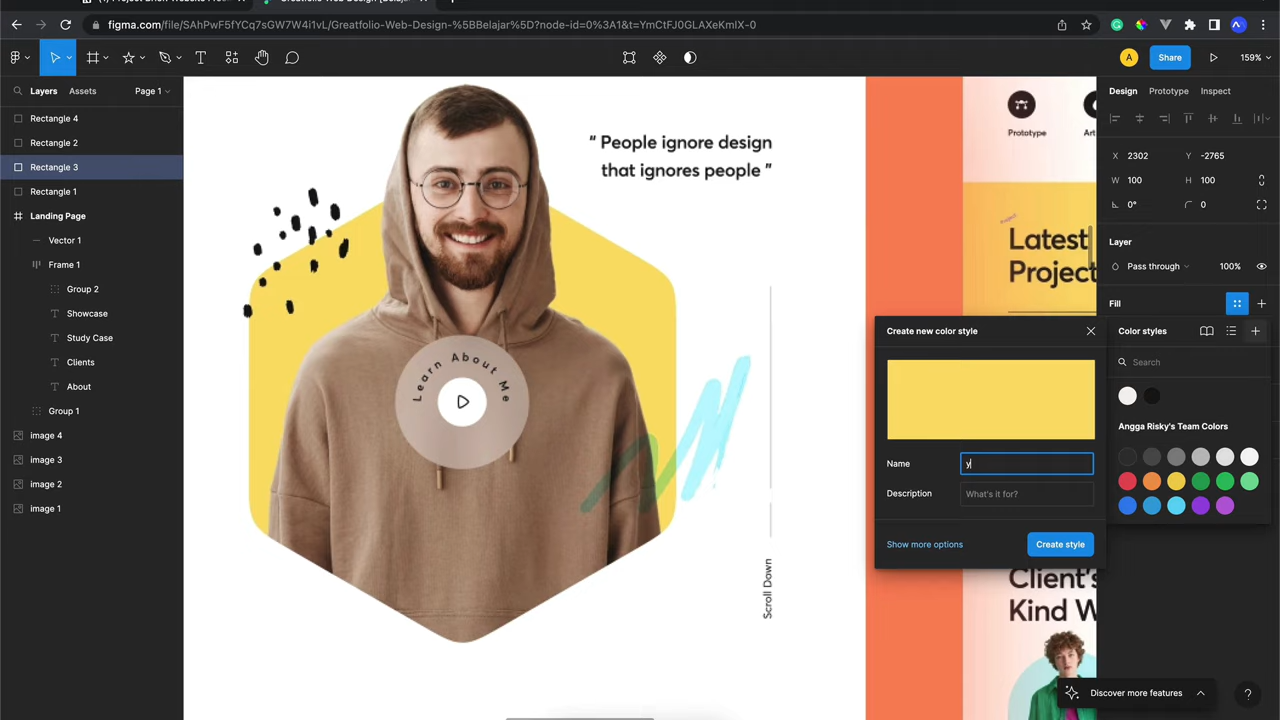 figma.com/file/SAhPwF5fYCq7sGW7W4i1vL/Greatfolio-Web-Design-%5BBelajar%5D?node-id=0%3A1&t=YmCtFJ0GLAXeKmIX-0
A
Share
159%
Layers
Assets
Page 1
Rectangle 4
Rectangle 2
Rectangle 3
Rectangle 1
Landing Page
Vector 1
Frame 1
Group 2
Showcase
Study Case
Clients
About
Group 1
image 4
image 3
image 2
image 1
“ People ignore design
that ignores people ”
Learn About Me
Scroll Down
Prototype
Art
Latest
Project
Client's
Kind W
Design
Prototype
Inspect
X 2302
Y -2765
W 100
H 100
0°
0
Layer
Pass through
100%
Fill
Create new color style
Name
y
Description
What's it for?
Show more options
Create style
Color styles
Search
Angga Risky's Team Colors
Discover more features
?